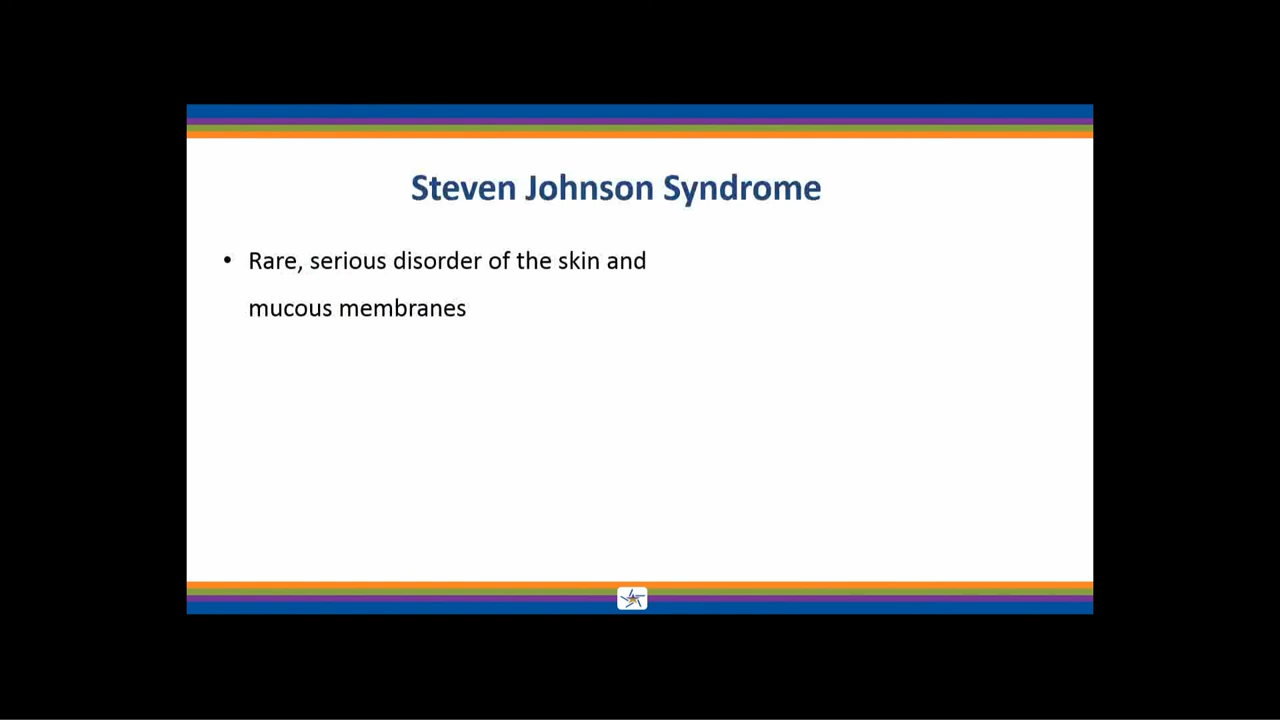 Steven Johnson Syndrome
• Rare, serious disorder of the skin and
mucous membranes